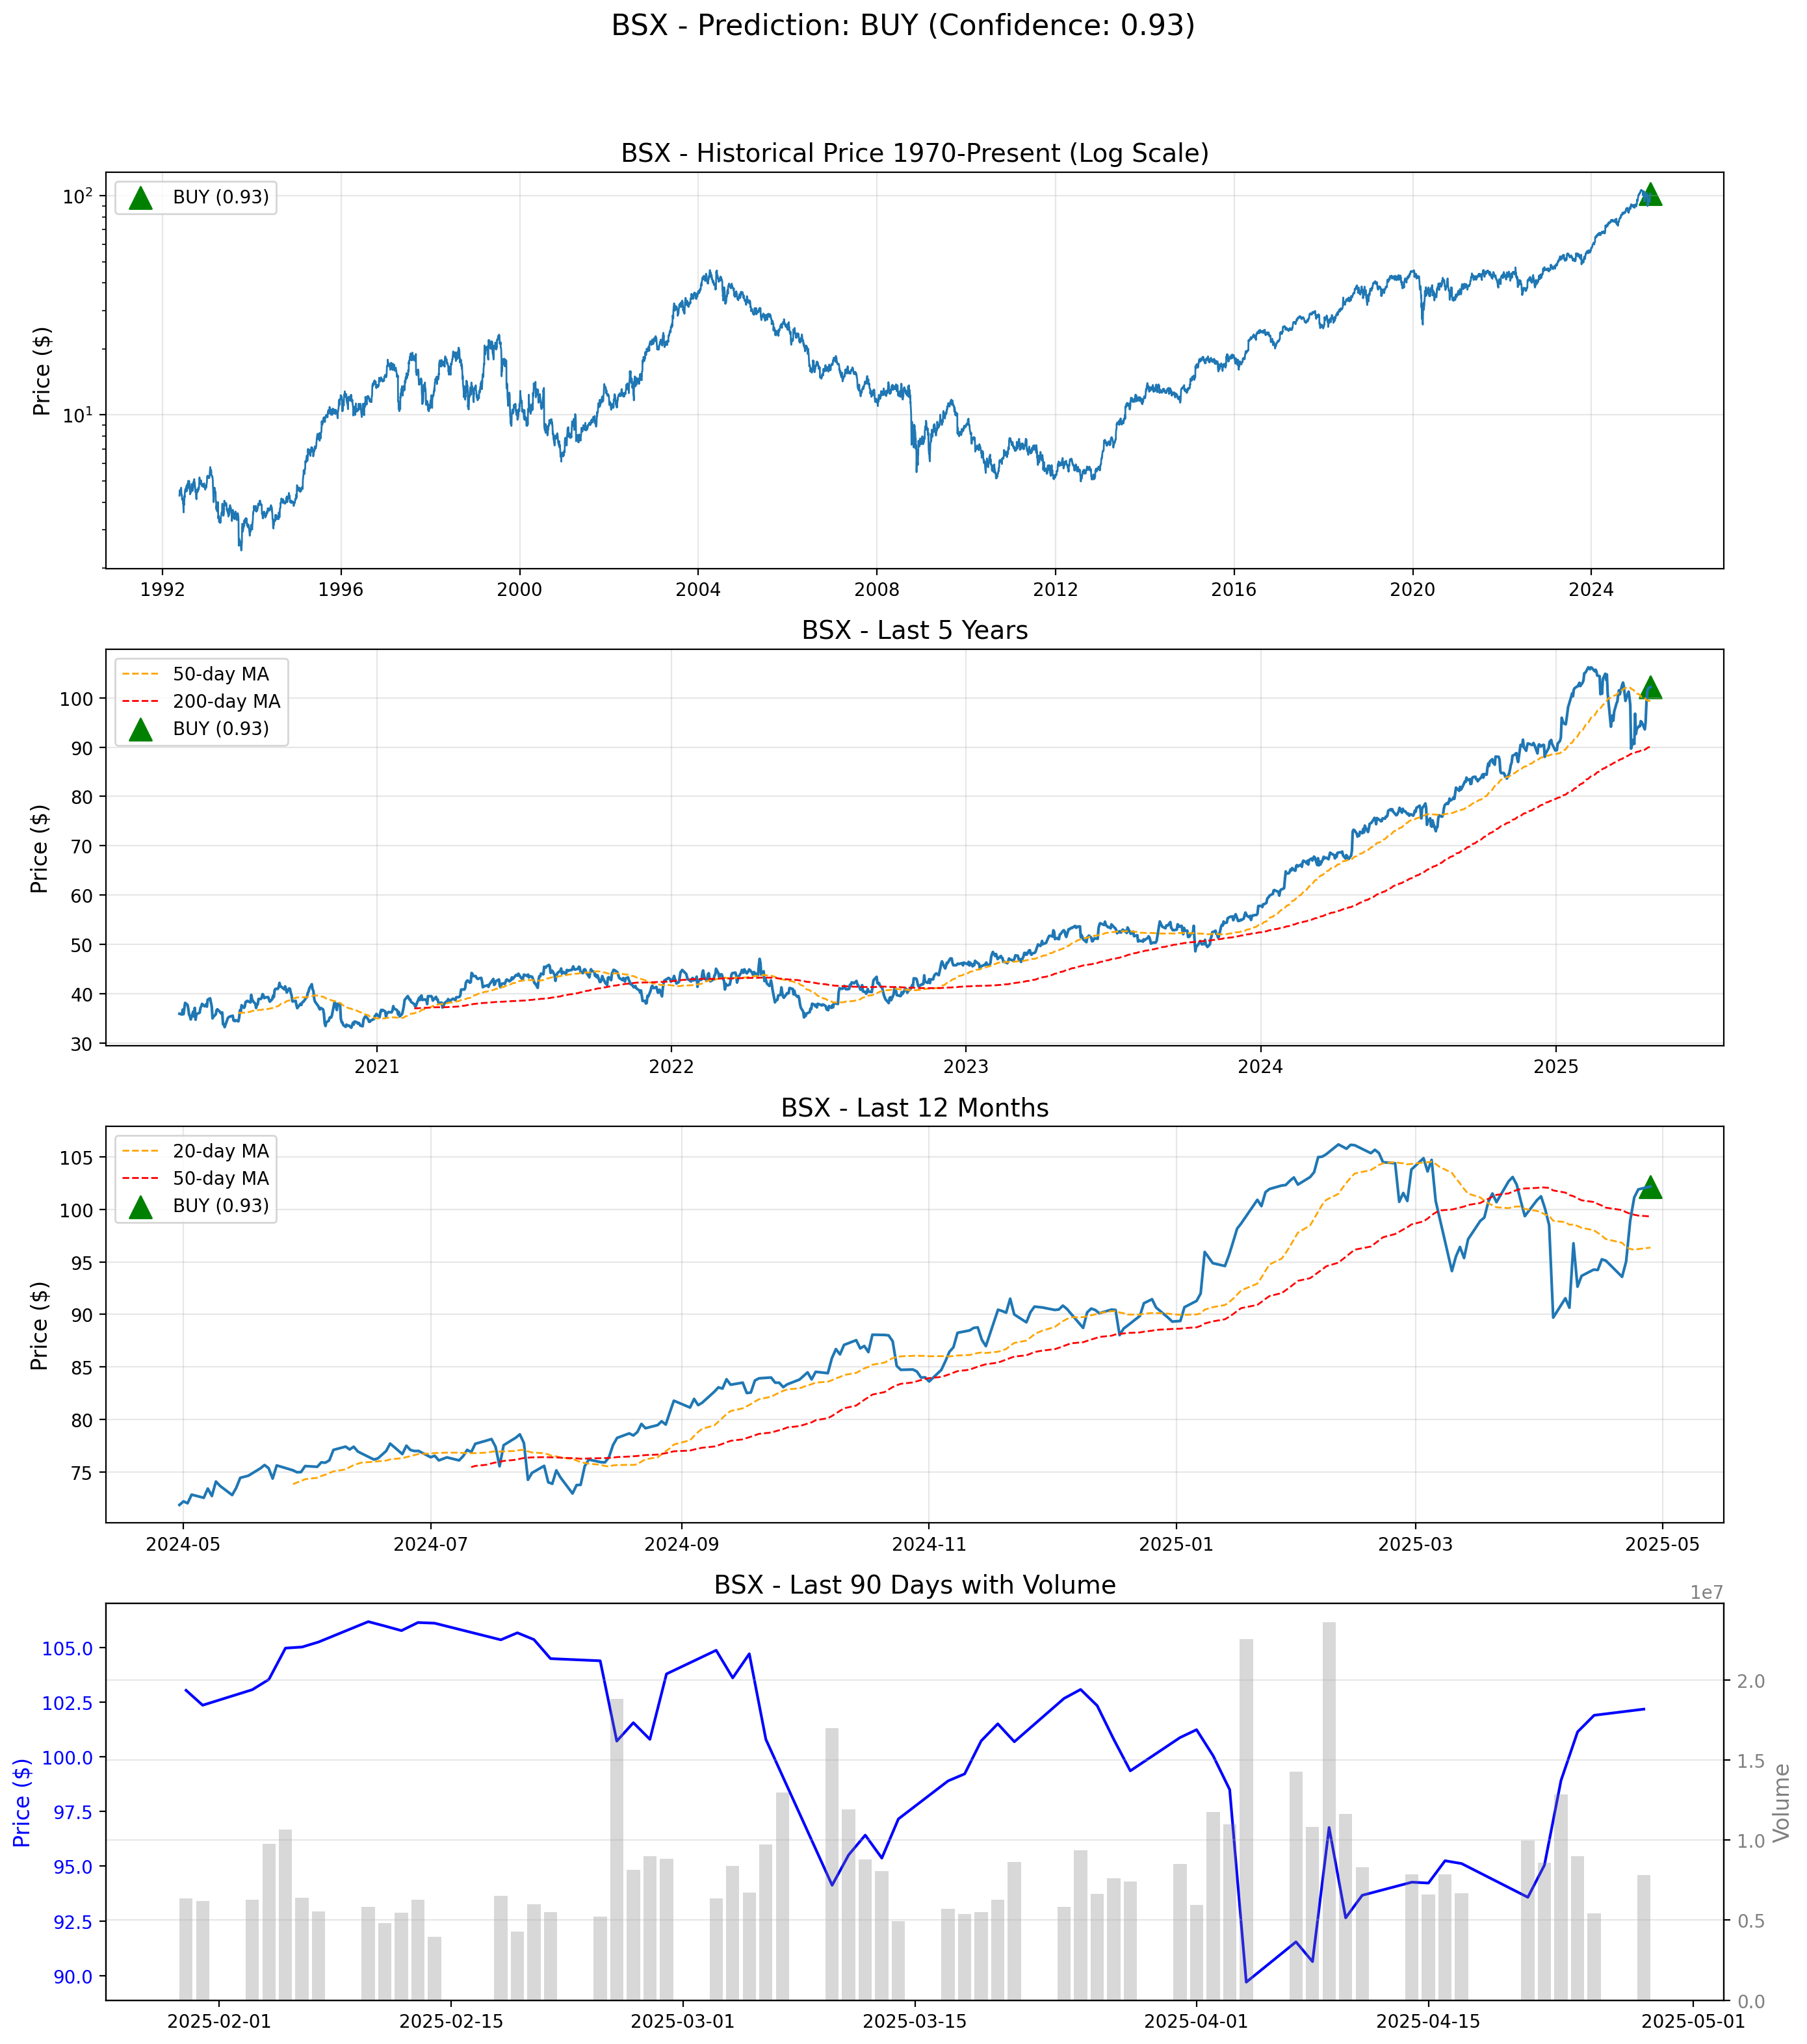 BSX - Prediction: BUY (Confidence: 0.93)
BSX - Historical Price 1970-Present (Log Scale)
BUY (0.93)
Price ($)
10²
10¹
1992 1996 2000 2004 2008 2012 2016 2020 2024
BSX - Last 5 Years
50-day MA
200-day MA
BUY (0.93)
Price ($)
100
90
80
70
60
50
40
30
2021 2022 2023 2024 2025
BSX - Last 12 Months
20-day MA
50-day MA
BUY (0.93)
Price ($)
105
100
95
90
85
80
75
2024-05 2024-07 2024-09 2024-11 2025-01 2025-03 2025-05
BSX - Last 90 Days with Volume
1e7
Price ($)
105.0
102.5
100.0
97.5
95.0
92.5
90.0
2.0
1.5
1.0
0.5
0.0
Volume
2025-02-01 2025-02-15 2025-03-01 2025-03-15 2025-04-01 2025-04-15 2025-05-01